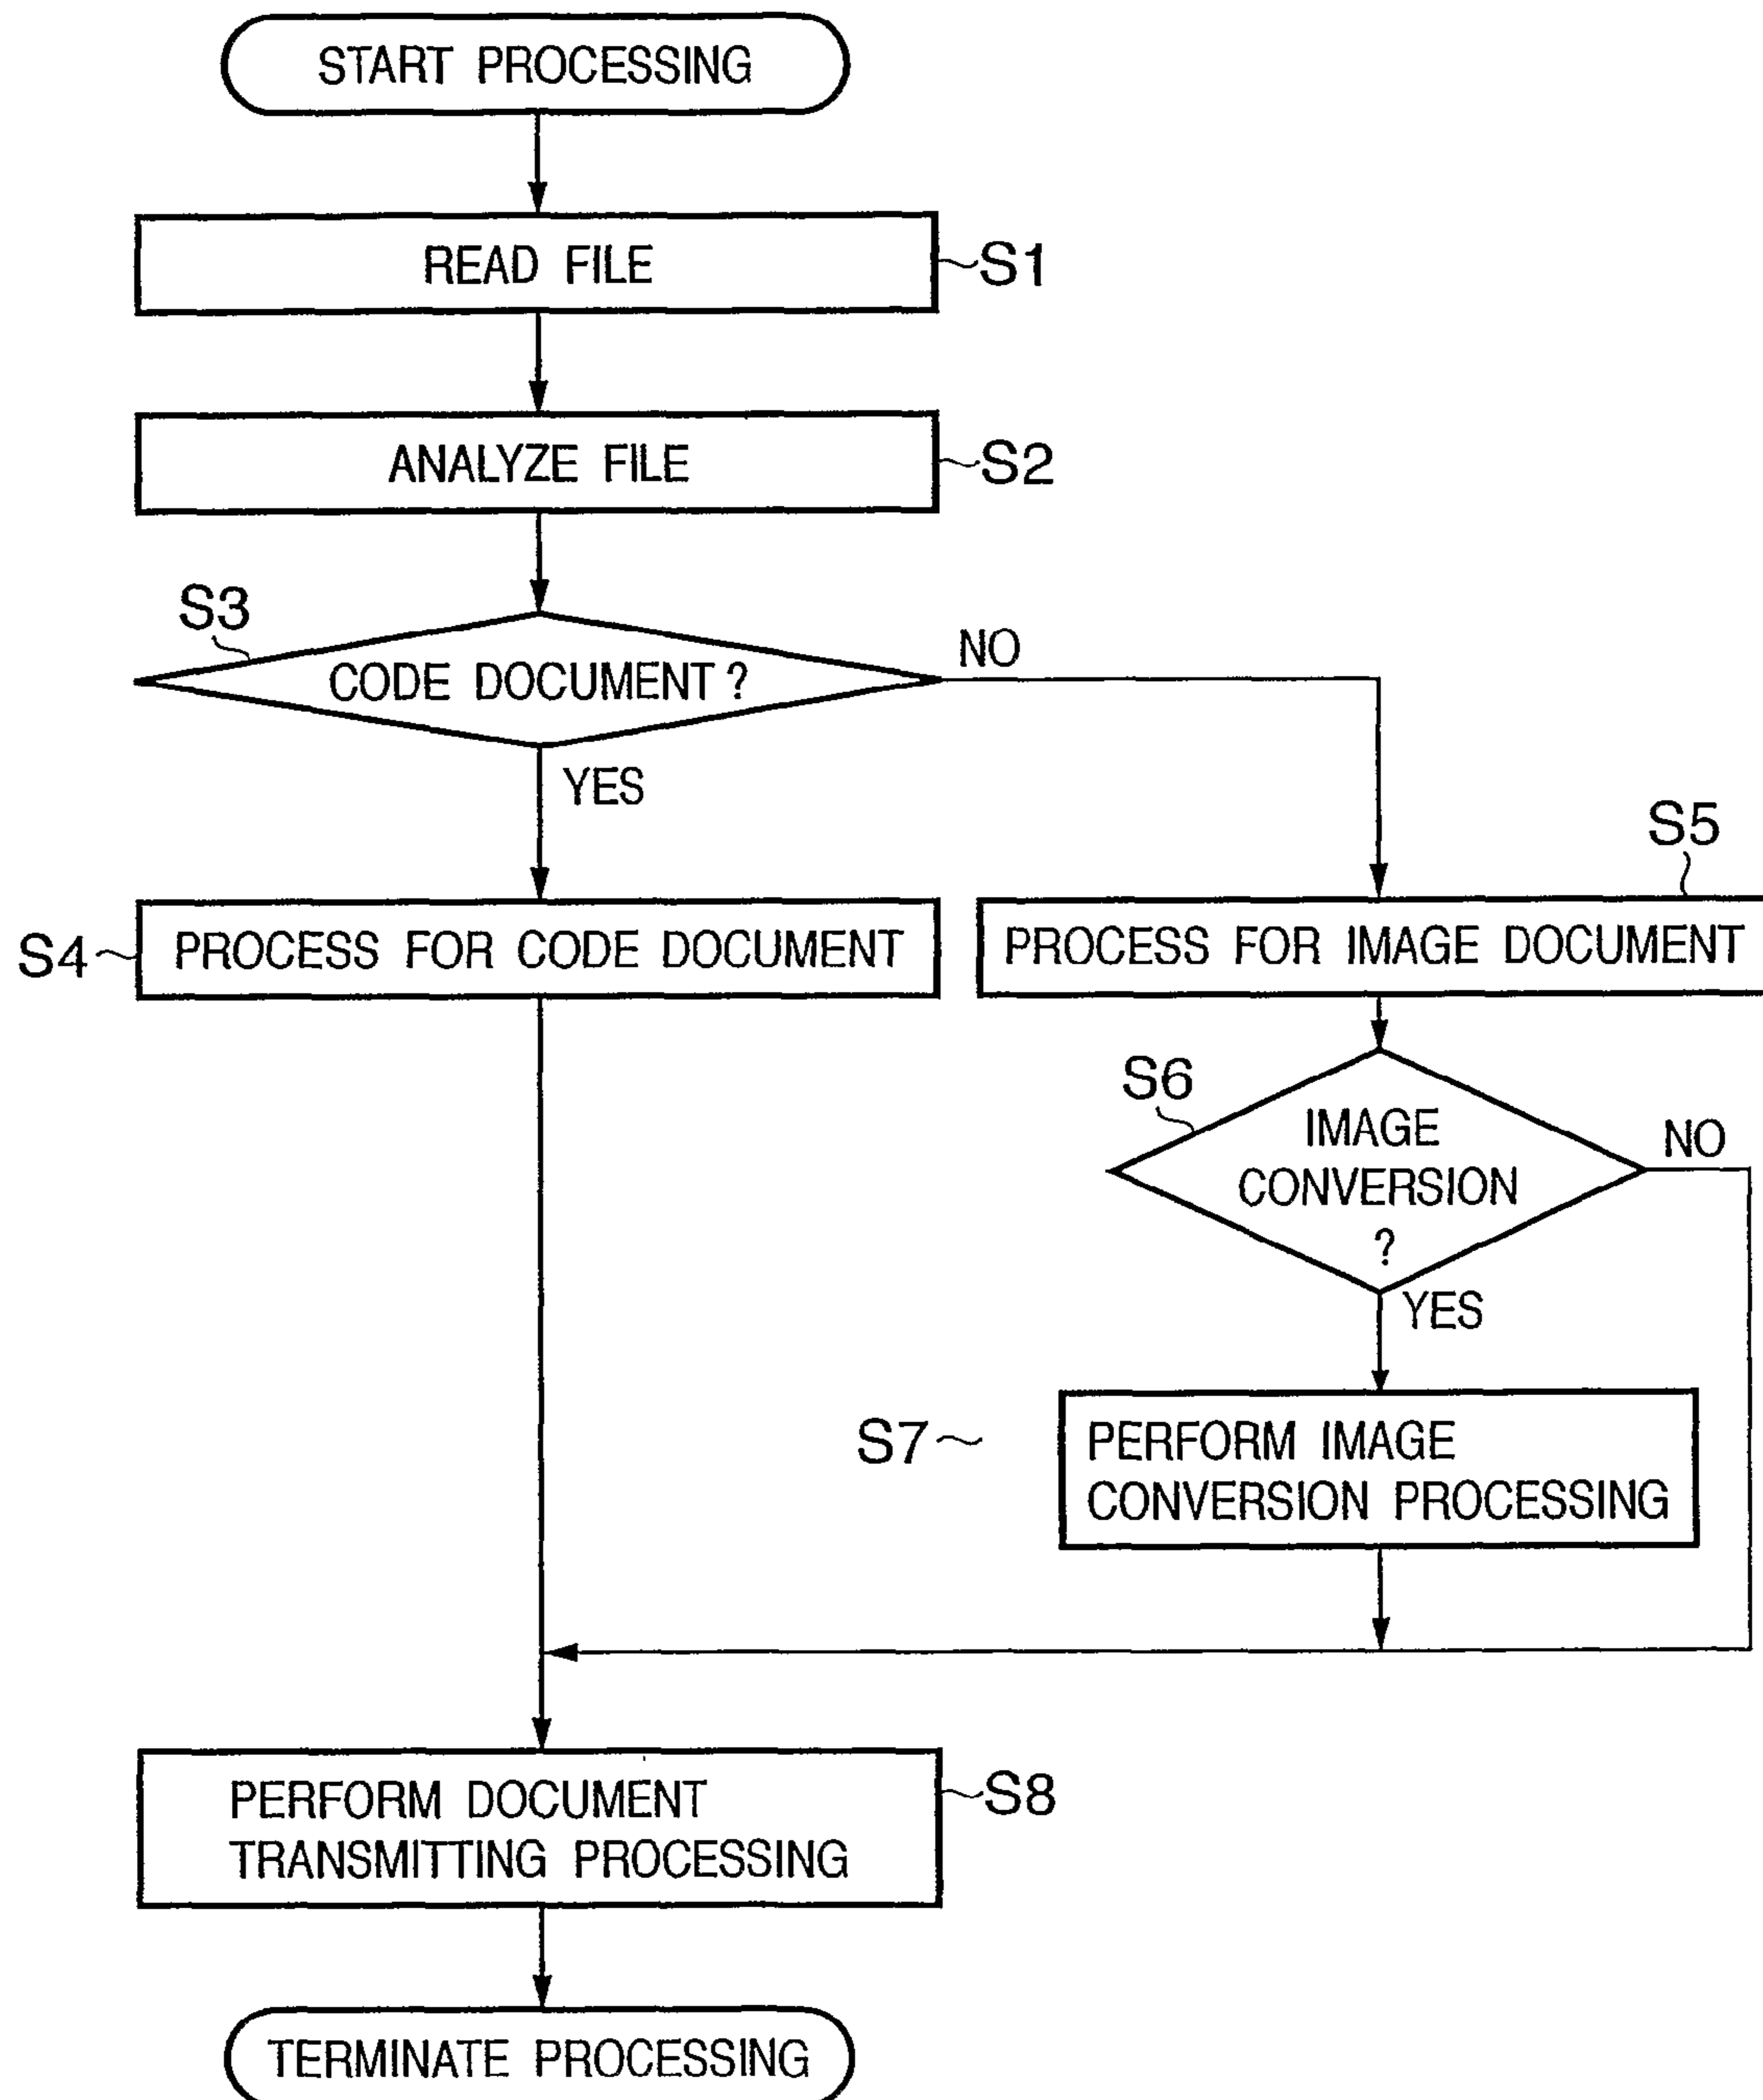 START PROCESSING
READ FILE
S1
ANALYZE FILE
S2
S3
CODE DOCUMENT ?
NO
YES
S5
S4
PROCESS FOR CODE DOCUMENT
PROCESS FOR IMAGE DOCUMENT
S6
IMAGE
CONVERSION
?
NO
YES
S7
PERFORM IMAGE
CONVERSION PROCESSING
PERFORM DOCUMENT
TRANSMITTING PROCESSING
S8
TERMINATE PROCESSING